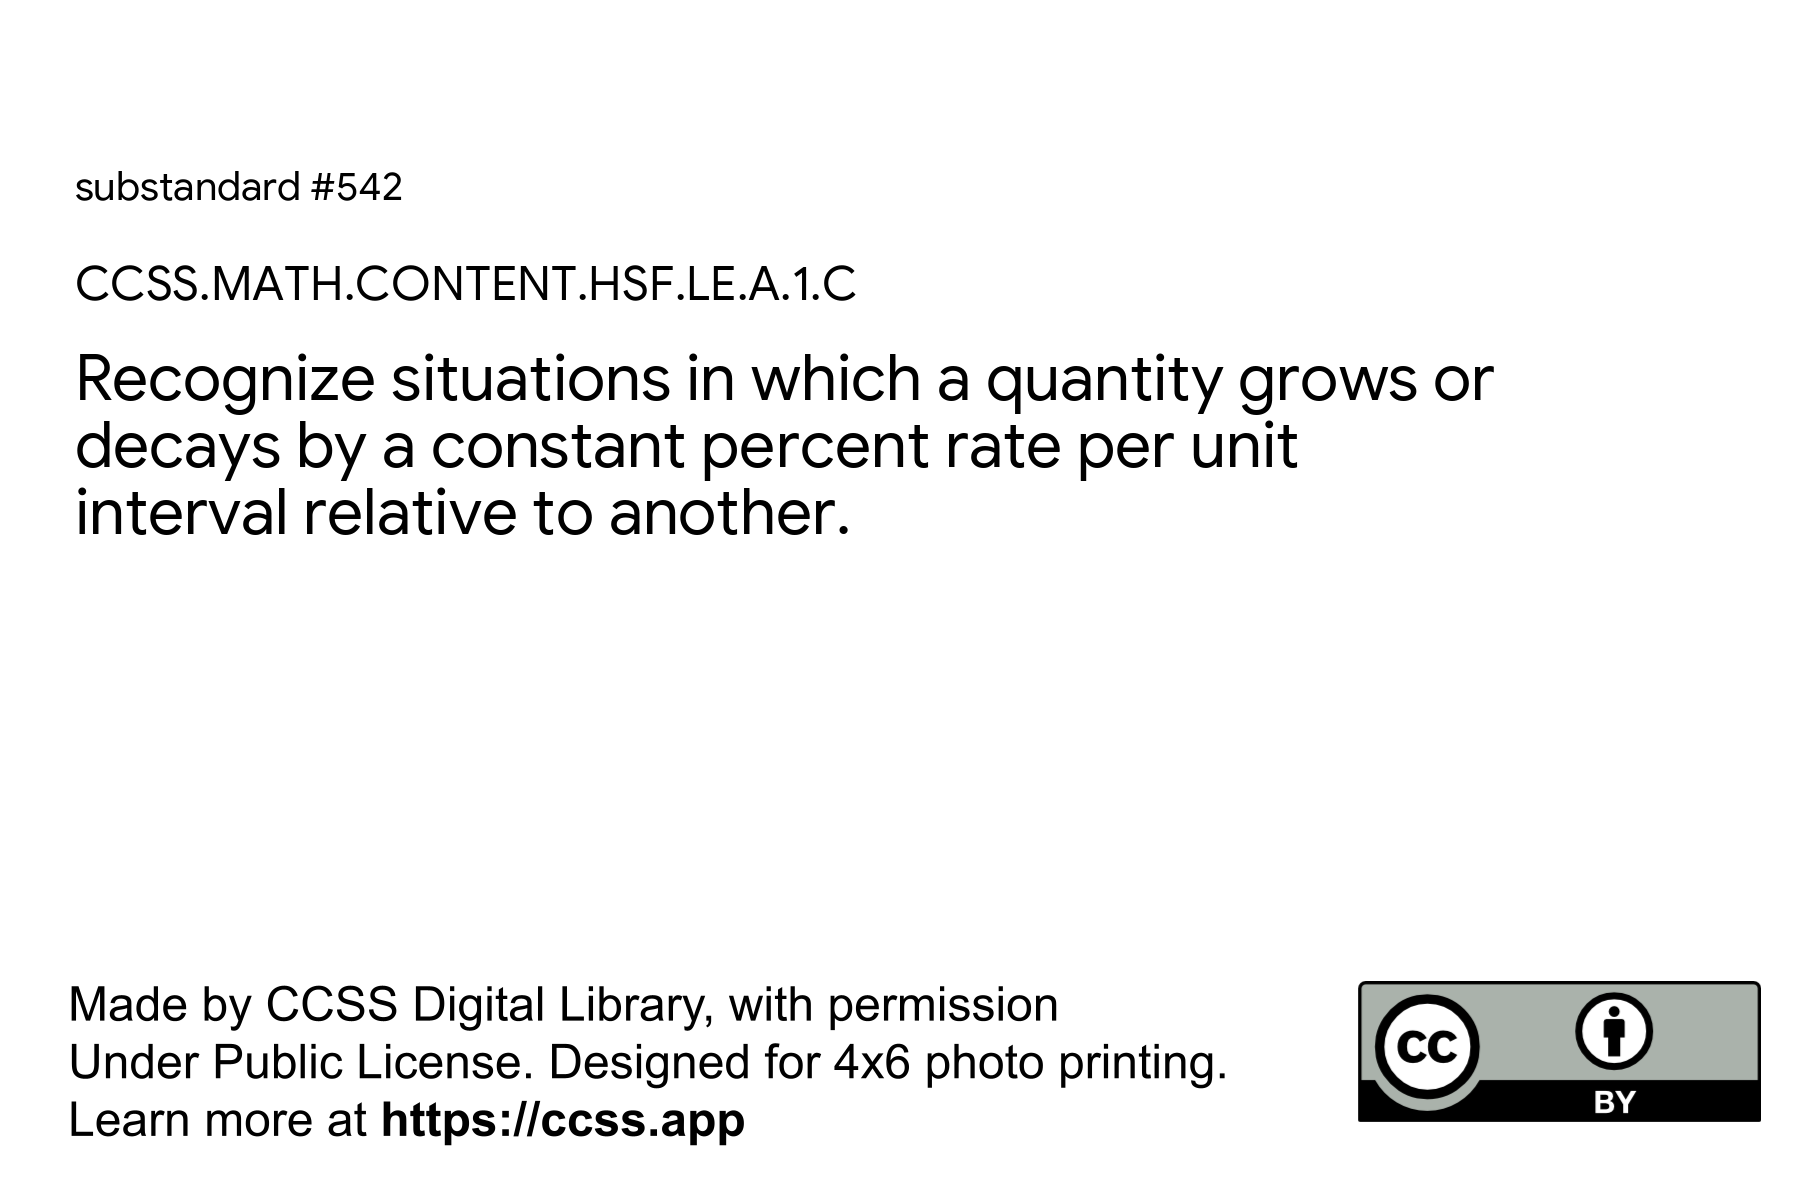 substandard #542
CCSS.MATH.CONTENT.HSF.LE.A.1.C
Recognize situations in which a quantity grows or
decays by a constant percent rate per unit
interval relative to another.
Made by CCSS Digital Library, with permission
Under Public License. Designed for 4x6 photo printing.
Learn more at https://ccss.app
CC
BY